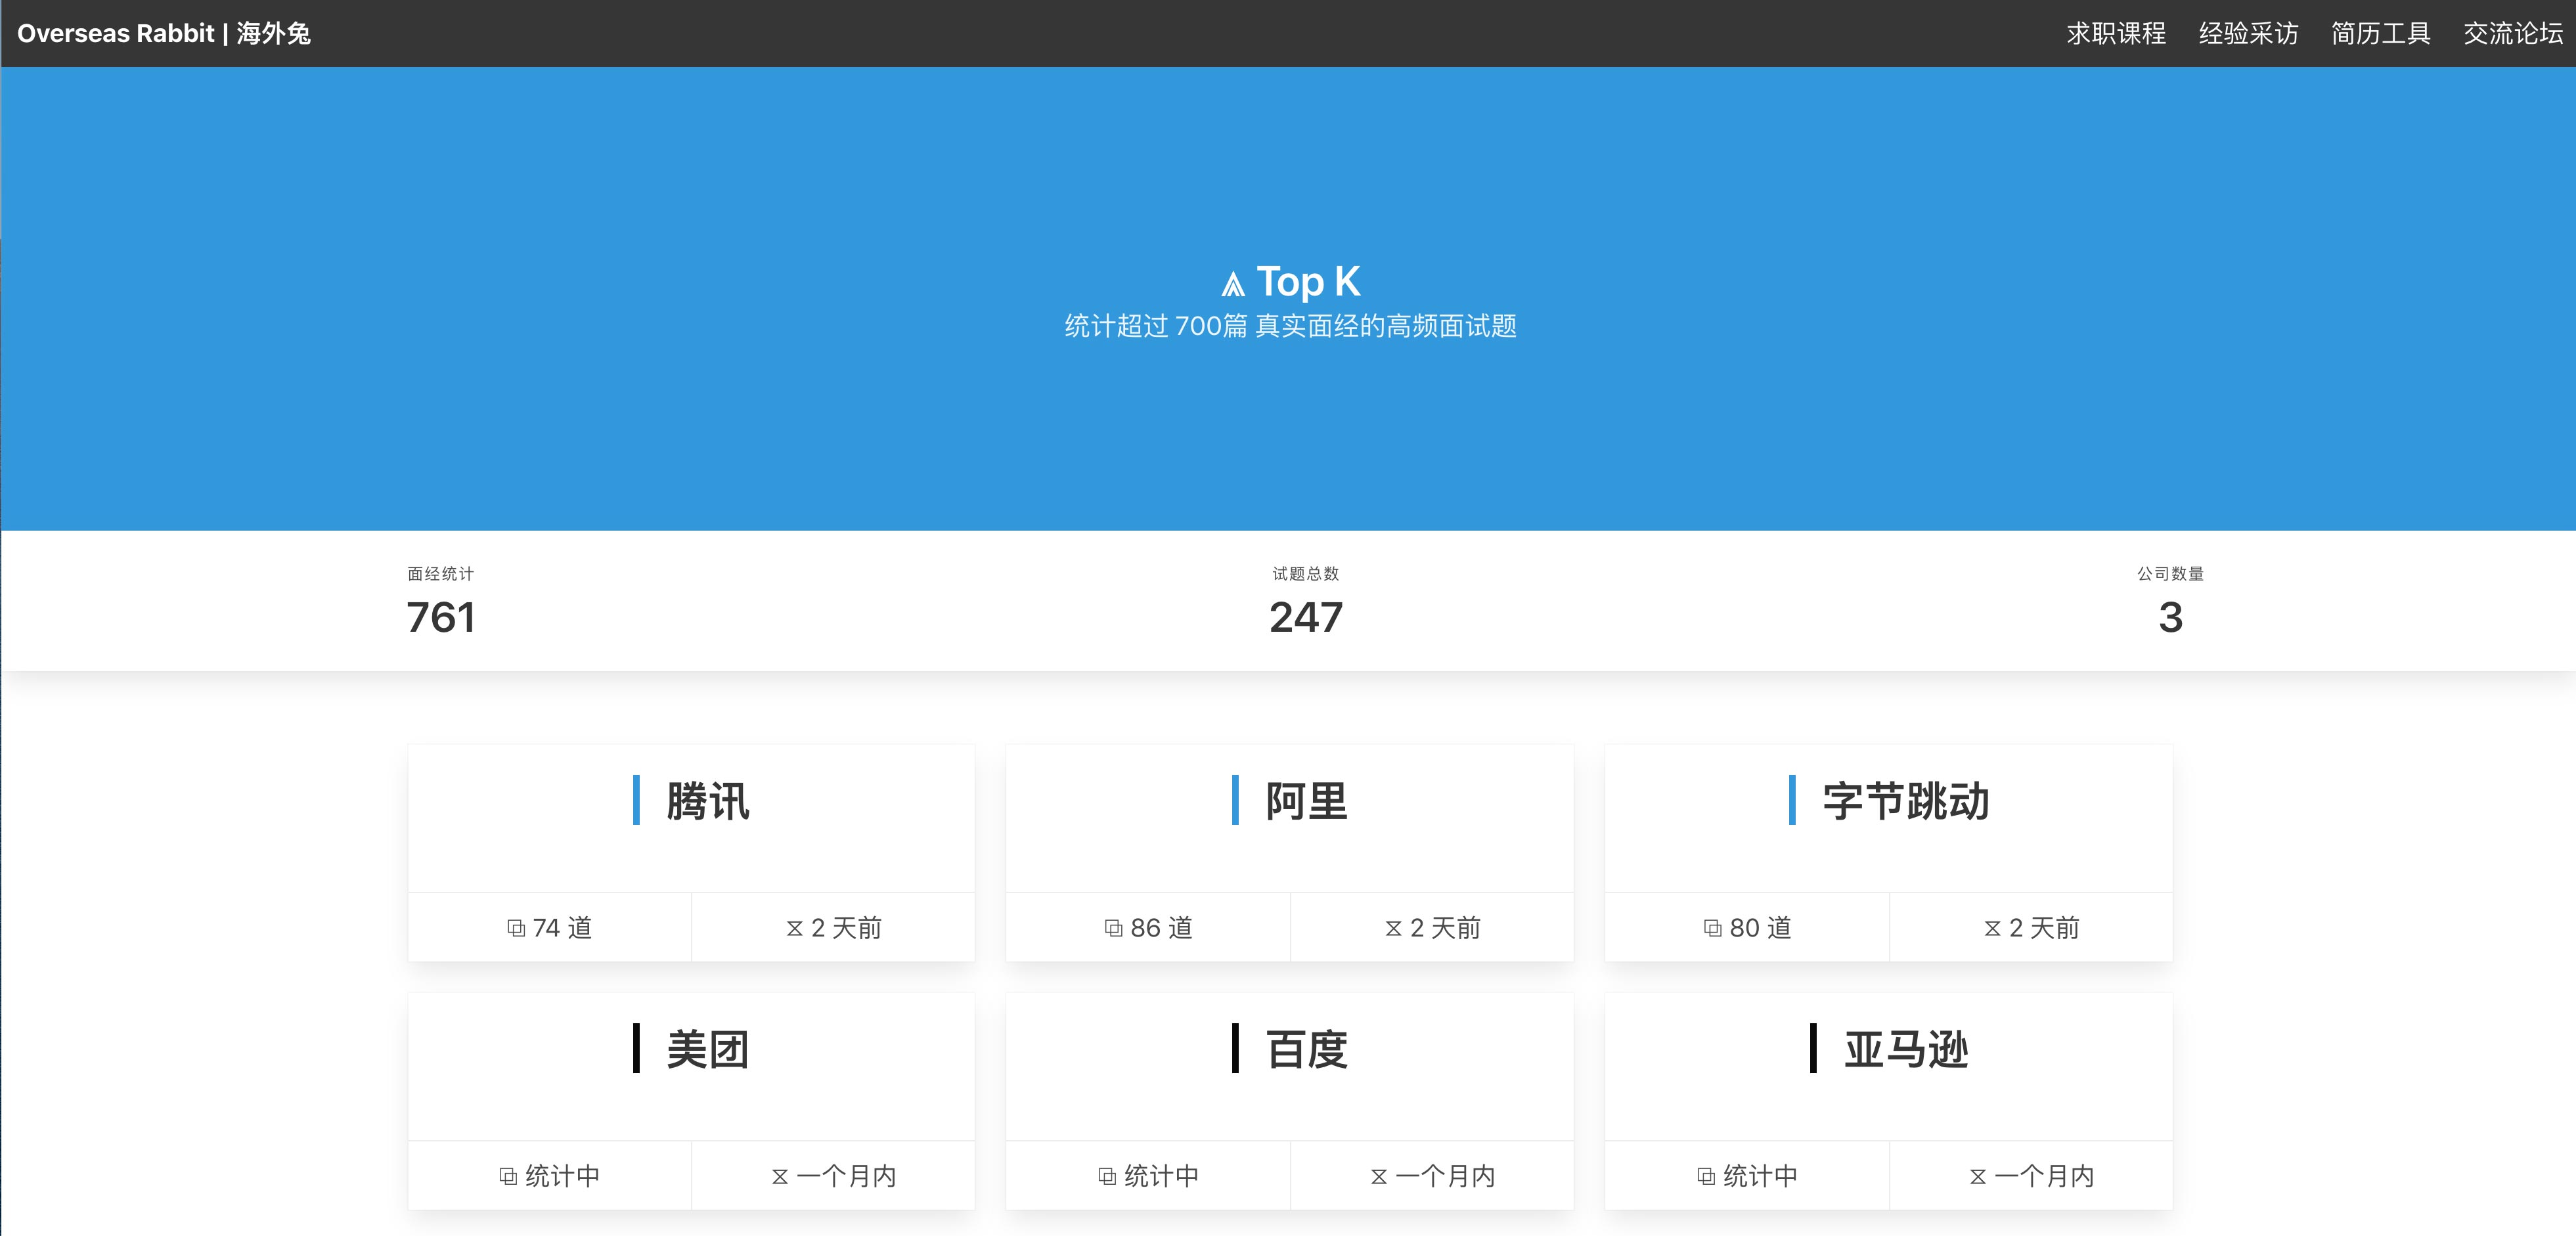 Overseas Rabbit | 海外兔
求职课程 经验采访 简历工具 交流论坛
Top K
统计超过 700篇 真实面经的高频面试题
面经统计 试题总数 公司数量
761 247 3
腾讯 阿里 字节跳动
74 道 2 天前 86 道 2 天前 80 道 2 天前
美团 百度 亚马逊
统计中 一个月内 统计中 一个月内 统计中 一个月内